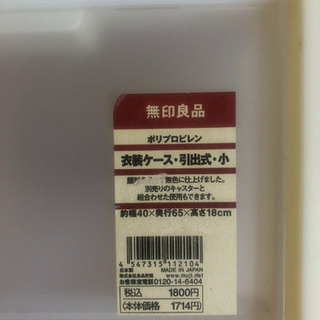 無印良品
ポリプロピレン
衣装ケース・引出式・小
無色に仕上げました。
別売りのキャスターと
組合わせた使用もできます。
約幅40×奥行65×高さ18cm
4 547315 112104
日本製 MADE IN JAPAN
株式会社良品計画 www.muji.net/
お客様室電話0120-14-6404
税込 1800円
(本体価格 1714円)